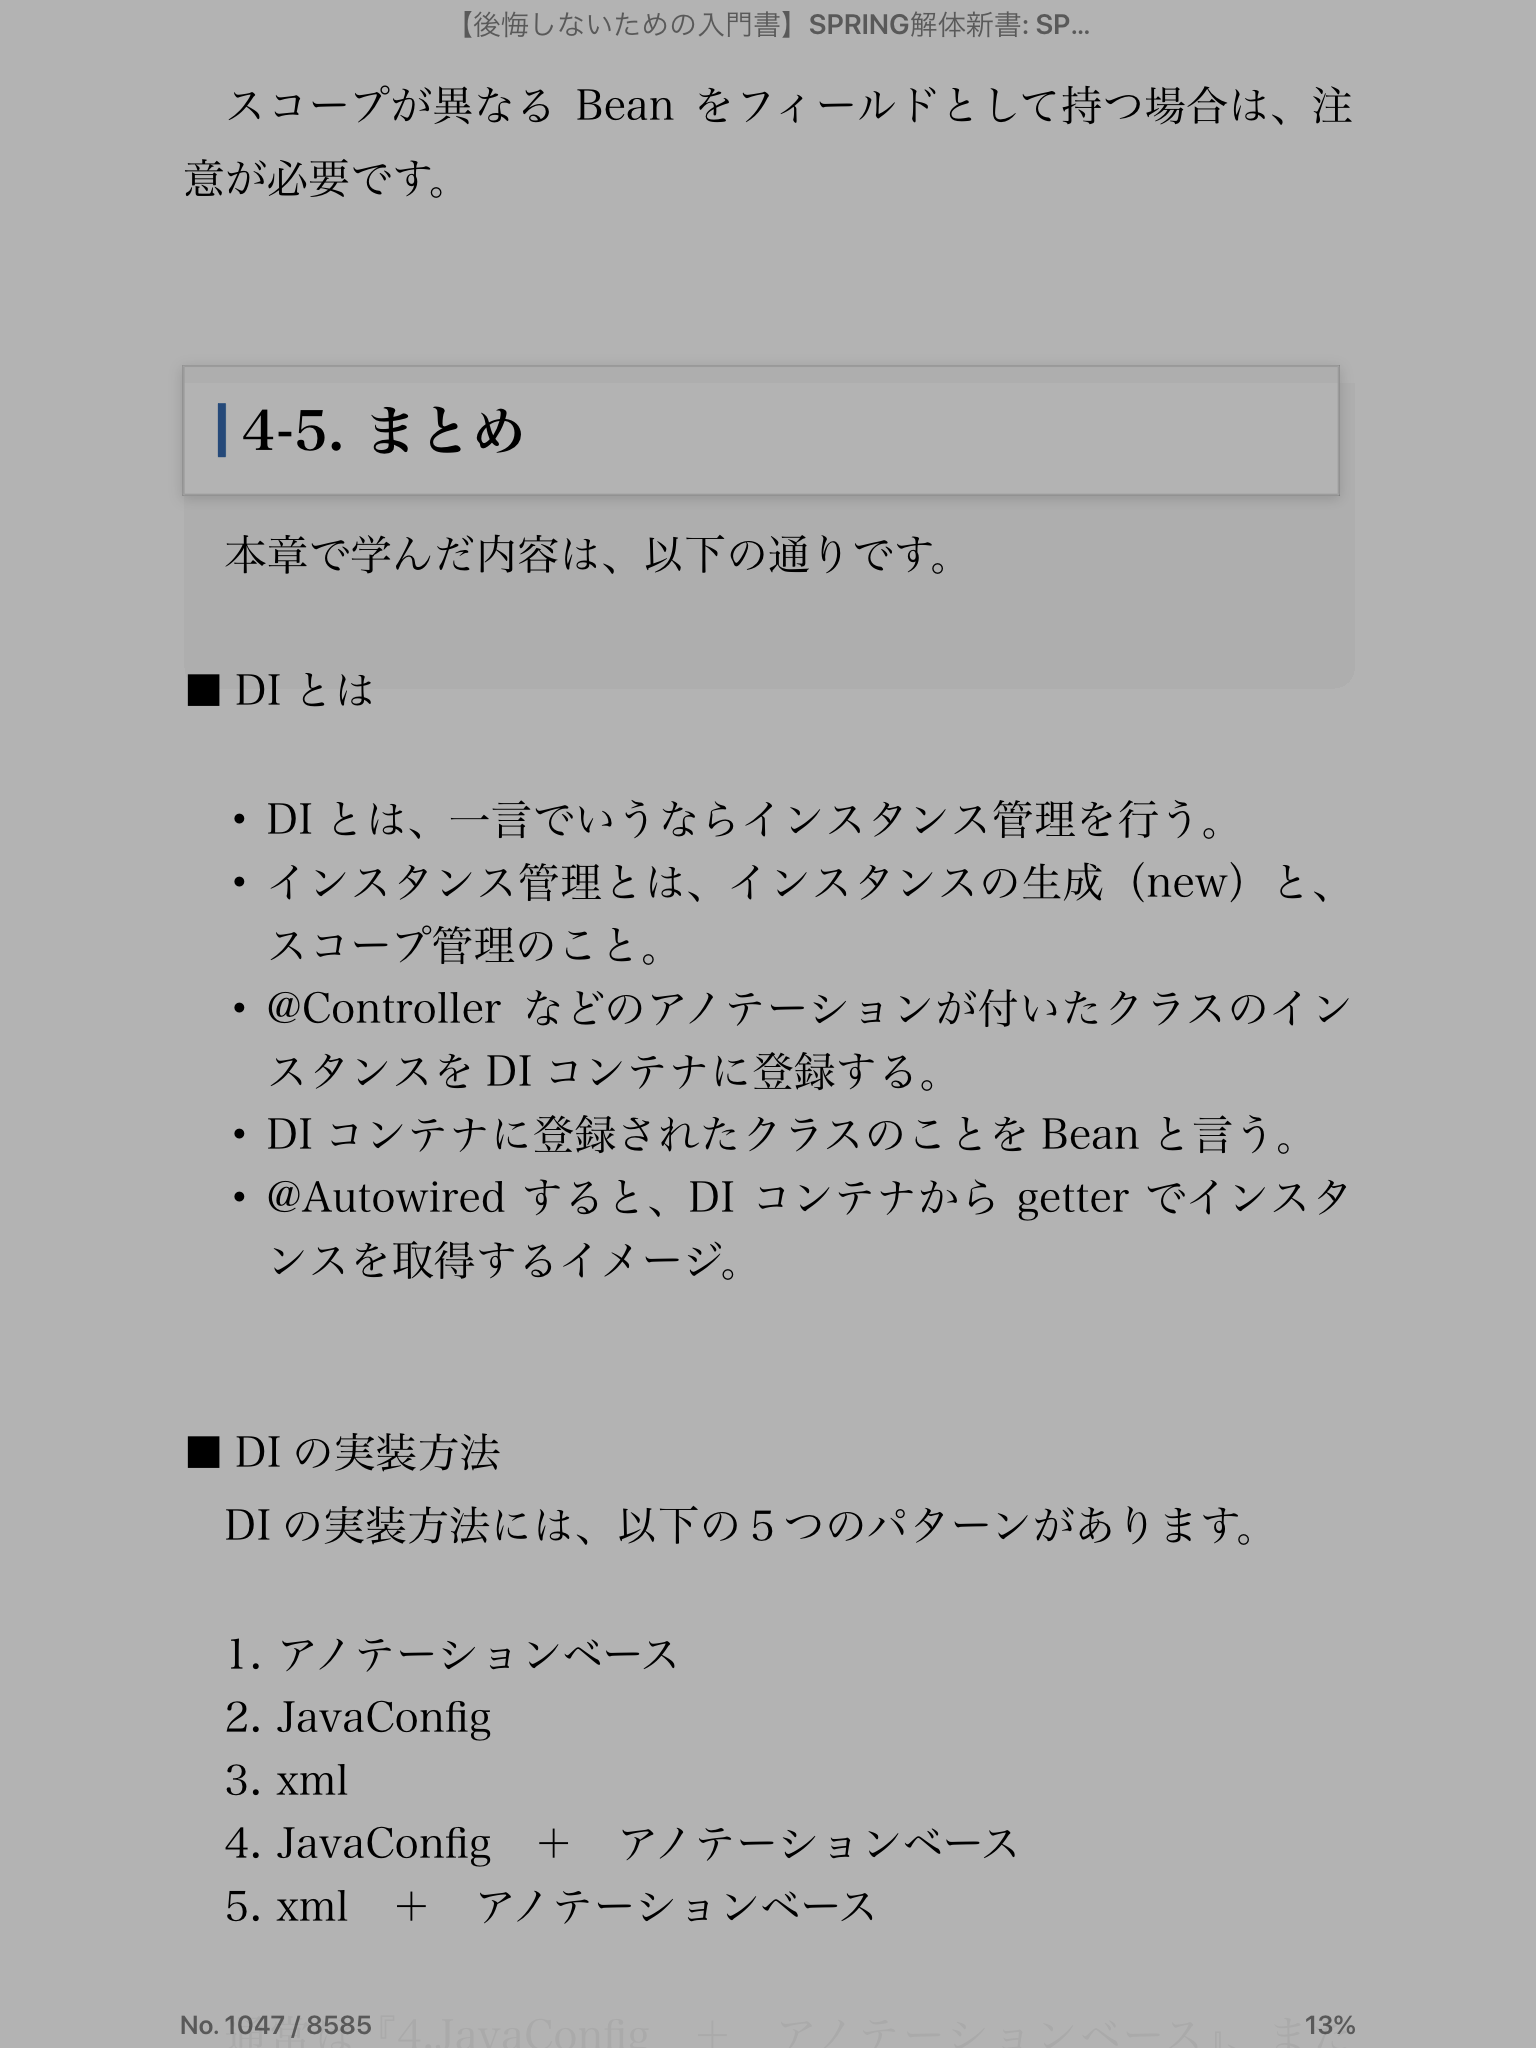 【後悔しないための入門書】SPRING解体新書: SP...
スコープが異なる Bean をフィールドとして持つ場合は、注
意が必要です。
4-5. まとめ
本章で学んだ内容は、以下の通りです。
■ DI とは
・DI とは、一言でいうならインスタンス管理を行う。
・インスタンス管理とは、インスタンスの生成（new）と、
スコープ管理のこと。
・@Controller などのアノテーションが付いたクラスのイン
スタンスを DI コンテナに登録する。
・DI コンテナに登録されたクラスのことを Bean と言う。
・@Autowired すると、DI コンテナから getter でインスタ
ンスを取得するイメージ。
■ DI の実装方法
DI の実装方法には、以下の５つのパターンがあります。
1. アノテーションベース
2. JavaConfig
3. xml
4. JavaConfig　＋　アノテーションベース
5. xml　＋　アノテーションベース
『4.JavaConfig　＋　アノテーションベース』、
No. 1047 / 8585
13%